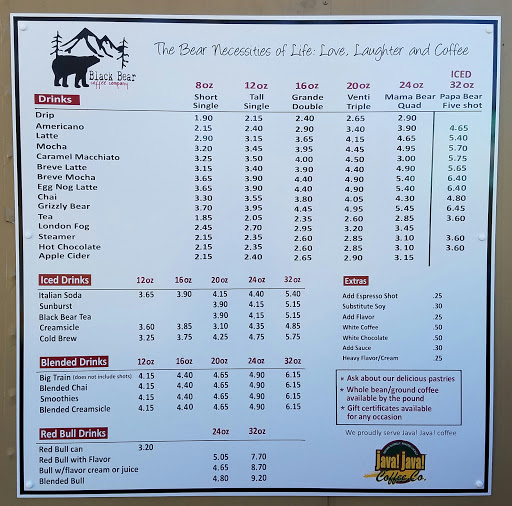 Black Bear
coffee company
The Bear Necessities of Life: Love, Laughter and Coffee
ICED
8oz 12oz 16oz 20oz 24oz 32oz
Drinks Short Single Tall Single Grande Double Venti Triple Mama Bear Quad Papa Bear Five shot
Drip 1.90 2.15 2.40 2.65 2.90
Americano 2.15 2.40 2.90 3.40 3.90 4.65
Latte 2.90 3.15 3.65 4.15 4.65 5.40
Mocha 3.20 3.45 3.95 4.45 4.95 5.70
Caramel Macchiato 3.25 3.50 4.00 4.50 3.00 5.75
Breve Latte 3.15 3.40 3.90 4.40 4.90 5.65
Breve Mocha 3.65 3.90 4.40 4.90 5.40 6.40
Egg Nog Latte 3.65 3.90 4.40 4.90 5.40 6.40
Chai 3.30 3.55 3.80 4.05 4.30 4.80
Grizzly Bear 3.70 3.95 4.45 4.95 5.45 6.45
Tea 1.85 2.05 2.35 2.60 2.85 3.60
London Fog 2.45 2.70 2.95 3.20 3.45
Steamer 2.15 2.35 2.60 2.85 3.10 3.60
Hot Chocolate 2.15 2.35 2.60 2.85 3.10 3.60
Apple Cider 2.15 2.40 2.65 2.90 3.15
Iced Drinks 12oz 16oz 20oz 24oz 32oz
Italian Soda 3.65 3.90 4.15 4.40 5.40
Sunburst 3.90 4.15 5.15
Black Bear Tea 3.90 4.15 5.15
Creamsicle 3.60 3.85 3.10 4.35 4.85
Cold Brew 3.25 3.75 4.25 4.75 5.75
Extras
Add Espresso Shot .25
Substitute Soy .30
Add Flavor .25
White Coffee .50
White Chocolate .50
Add Sauce .30
Heavy Flavor/Cream .25
Blended Drinks 12oz 16oz 20oz 24oz 32oz
Big Train (does not include shots) 4.15 4.40 4.65 4.90 6.15
Blended Chai 4.15 4.40 4.65 4.90 6.15
Smoothies 4.15 4.40 4.65 4.90 6.15
Blended Creamsicle 4.15 4.40 4.65 4.90 6.15
★ Ask about our delicious pastries
★ Whole bean/ground coffee
available by the pound
★ Gift certificates available
for any occasion
Red Bull Drinks 24oz 32oz
Red Bull can 3.20
Red Bull with Flavor 5.05 7.70
Bull w/flavor cream or juice 4.65 8.70
Blended Bull 4.80 9.20
We proudly serve Java! Java! coffee
Java! Java!
Coffee Co.